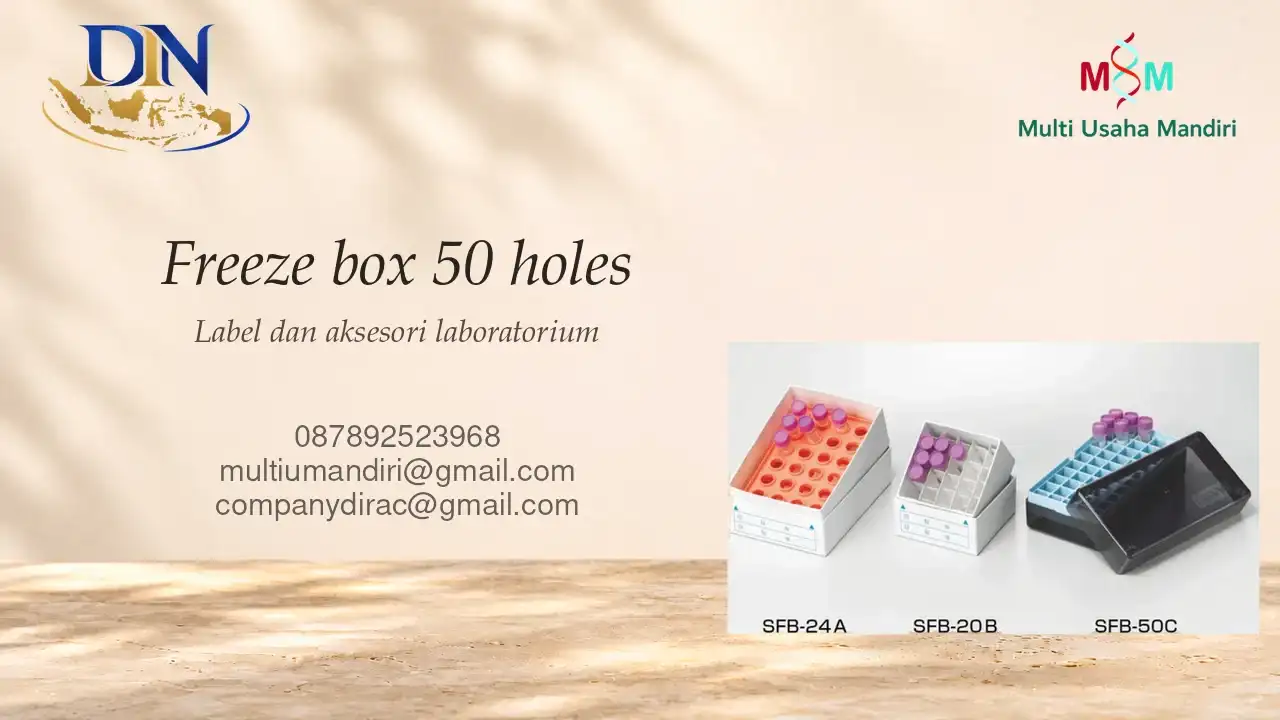 DIN
MSM
Multi Usaha Mandiri
Freeze box 50 holes
Label dan aksesori laboratorium
087892523968
multiumandiri@gmail.com
companydirac@gmail.com
SFB-24A
SFB-20B
SFB-50C